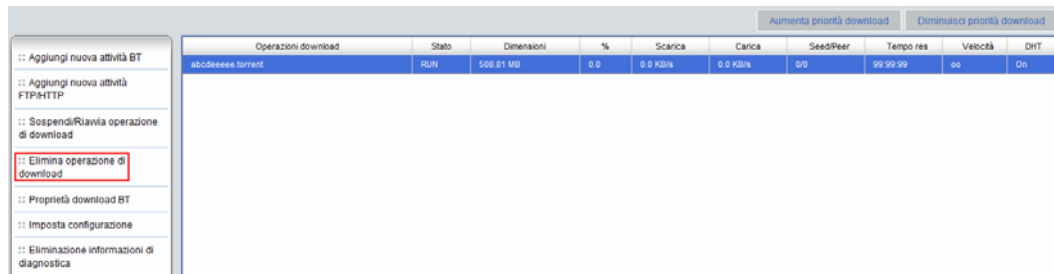 Aumenta priorità download Diminuisci priorità download
Operazioni download Stato Dimensioni % Scarica Carica Seed/Peer Tempo res Velocità DHT
abcdeeeee.torrent RUN 508.81 MB 0.0 0.0 KB/s 0.0 KB/s 0/0 99:99:99 oo On
:: Aggiungi nuova attività BT
:: Aggiungi nuova attività
FTP/HTTP
:: Sospendi/Riavvia operazione
di download
:: Elimina operazione di
download
:: Proprietà download BT
:: Imposta configurazione
:: Eliminazione informazioni di
diagnostica